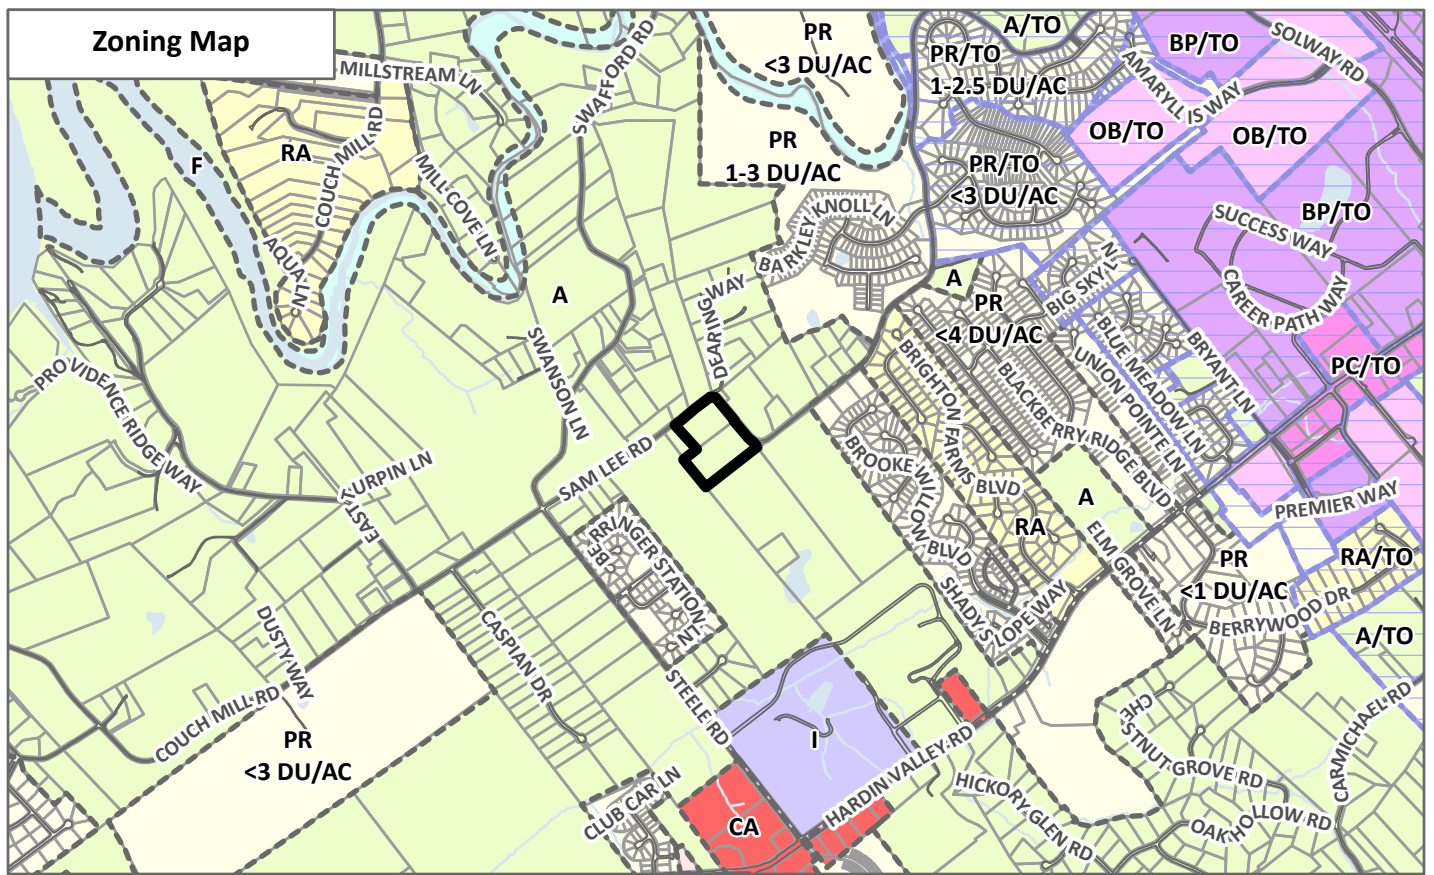 Zoning Map
PR
<3 DU/AC
A/TO
BP/TO
SOLWAY RD
MILLSTREAM LN
SWAFFORD RD
PR/TO
1-2.5 DU/AC
AMARYLLIS WAY
OB/TO
OB/TO
F
RA
COUCH MILL RD
MILL COVE LN
PR
1-3 DU/AC
PR/TO
<3 DU/AC
BARKLEY KNOLL LN
BP/TO
SUCCESS WAY
CAREER PATH WAY
AQUA LN
A
DEARING WAY
A
PR
<4 DU/AC
BIG SKY LN
BLUE MEADOW LN
BRYANT LN
UNION POINTE LN
PC/TO
PROVIDENCE RIDGE WAY
SWANSON LN
BRIGHTON FARMS BLVD
BLACKBERRY RIDGE BLVD
SAM LEE RD
EAST TURPIN LN
BROOKE WILLOW BLVD
A
RA
PREMIER WAY
RA/TO
BERRINGER STATION LN
ELM GROVE LN
PR
<1 DU/AC
BERRYWOOD DR
SHADY SLOPE WAY
A/TO
DUSTY WAY
CASPIAN DR
COUCH MILL RD
PR
<3 DU/AC
STEELE RD
I
HARDIN VALLEY RD
CHESTNUT GROVE RD
CARMICHAEL RD
CLUB CAR LN
CA
HICKORY GLEN RD
OAK HOLLOW RD